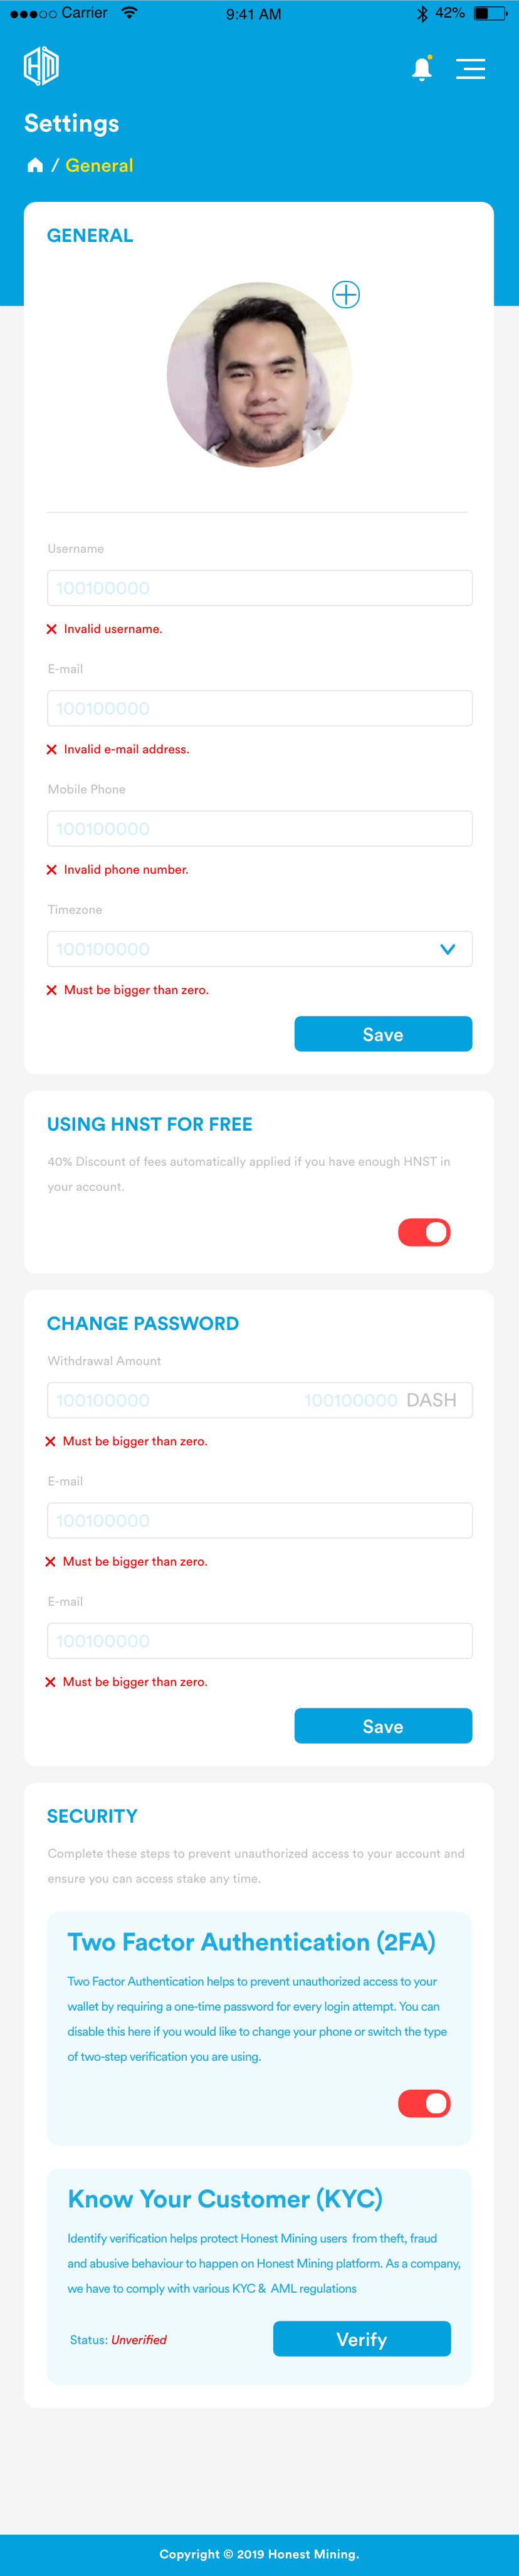 Carrier 9:41 AM 42%
HM
Settings
/ General
GENERAL
Username
100100000
Invalid username.
E-mail
100100000
Invalid e-mail address.
Mobile Phone
100100000
Invalid phone number.
Timezone
100100000
Must be bigger than zero.
Save
USING HNST FOR FREE
40% Discount of fees automatically applied if you have enough HNST in
your account.
CHANGE PASSWORD
Withdrawal Amount
100100000 100100000 DASH
Must be bigger than zero.
E-mail
100100000
Must be bigger than zero.
E-mail
100100000
Must be bigger than zero.
Save
SECURITY
Complete these steps to prevent unauthorized access to your account and
ensure you can access stake any time.
Two Factor Authentication (2FA)
Two Factor Authentication helps to prevent unauthorized access to your
wallet by requiring a one-time password for every login attempt. You can
disable this here if you would like to change your phone or switch the type
of two-step verification you are using.
Know Your Customer (KYC)
Identify verification helps protect Honest Mining users from theft, fraud
and abusive behaviour to happen on Honest Mining platform. As a company,
we have to comply with various KYC & AML regulations
Status: Unverified
Verify
Copyright © 2019 Honest Mining.